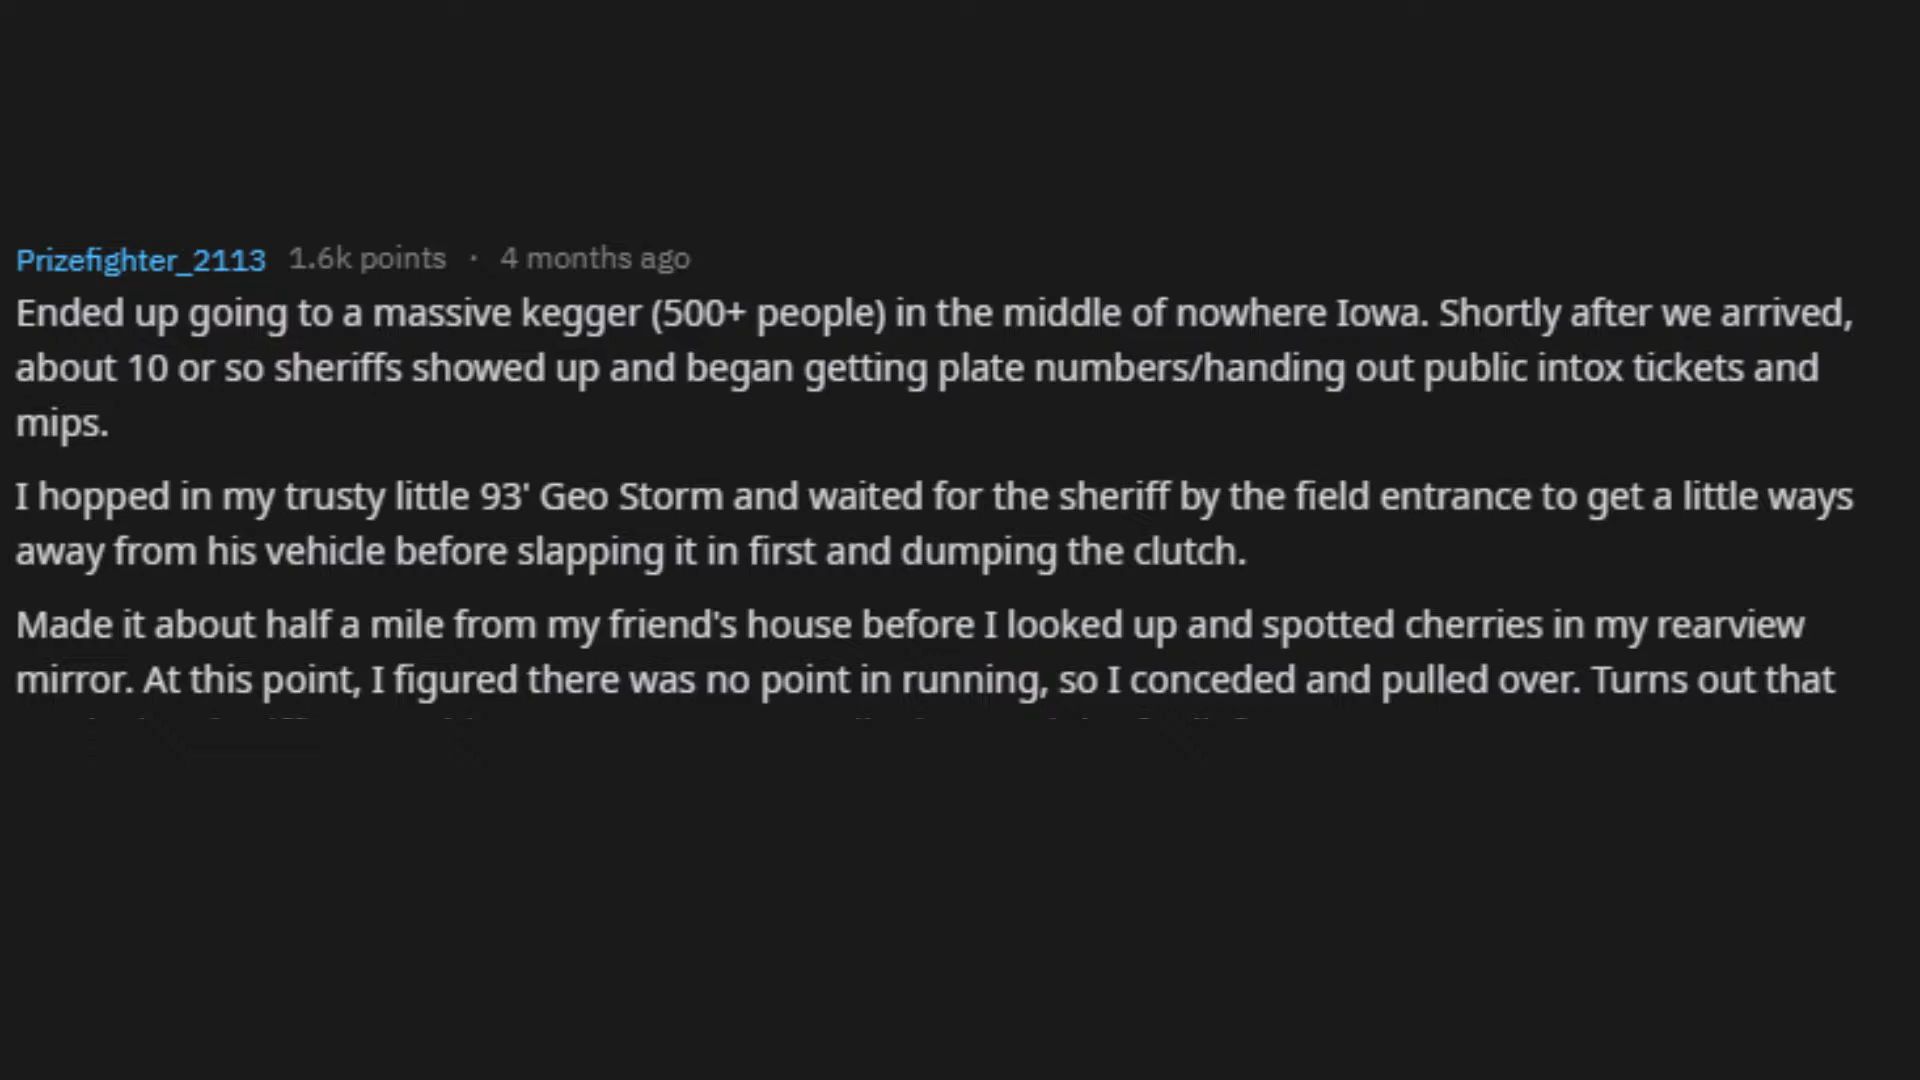 Prizefighter_2113 1.6k points · 4 months ago
Ended up going to a massive kegger (500+ people) in the middle of nowhere Iowa. Shortly after we arrived,
about 10 or so sheriffs showed up and began getting plate numbers/handing out public intox tickets and
mips.
I hopped in my trusty little 93' Geo Storm and waited for the sheriff by the field entrance to get a little ways
away from his vehicle before slapping it in first and dumping the clutch.
Made it about half a mile from my friend's house before I looked up and spotted cherries in my rearview
mirror. At this point, I figured there was no point in running, so I conceded and pulled over. Turns out that